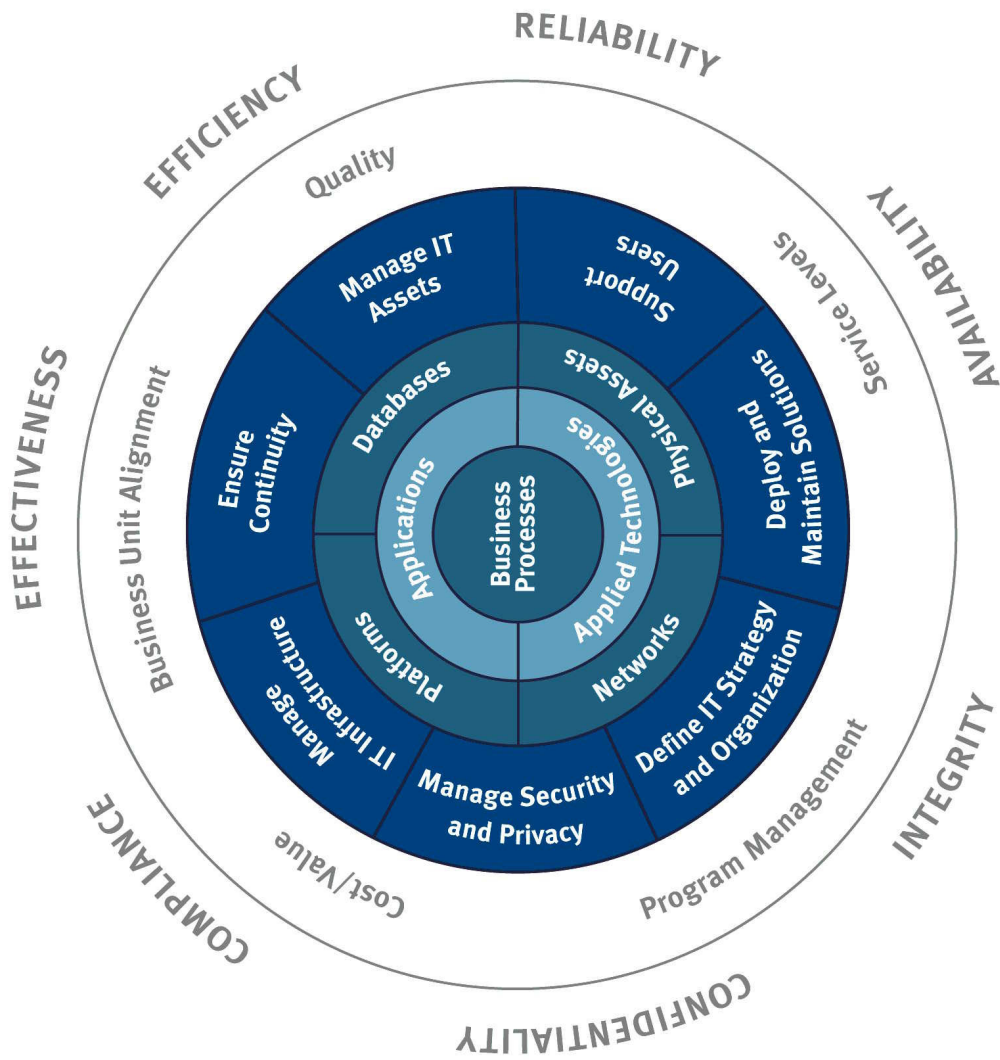 RELIABILITY
AVAILABILITY
INTEGRITY
CONFIDENTIALITY
COMPLIANCE
EFFECTIVENESS
EFFICIENCY
Quality
Service Levels
Program Management
Cost/Value
Business Unit Alignment
Manage IT
Assets
Support
Users
Deploy and
Maintain Solutions
Define IT Strategy
and Organization
Manage Security
and Privacy
Manage
IT Infrastructure
Ensure
Continuity
Databases
Physical Assets
Networks
Platforms
Applications
Applied Technologies
Business
Processes